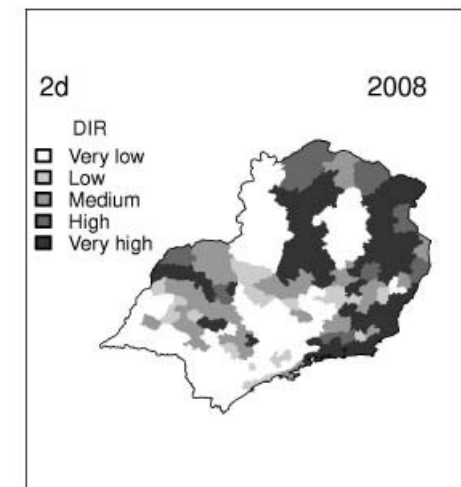 2d 2008
DIR
Very low
Low
Medium
High
Very high